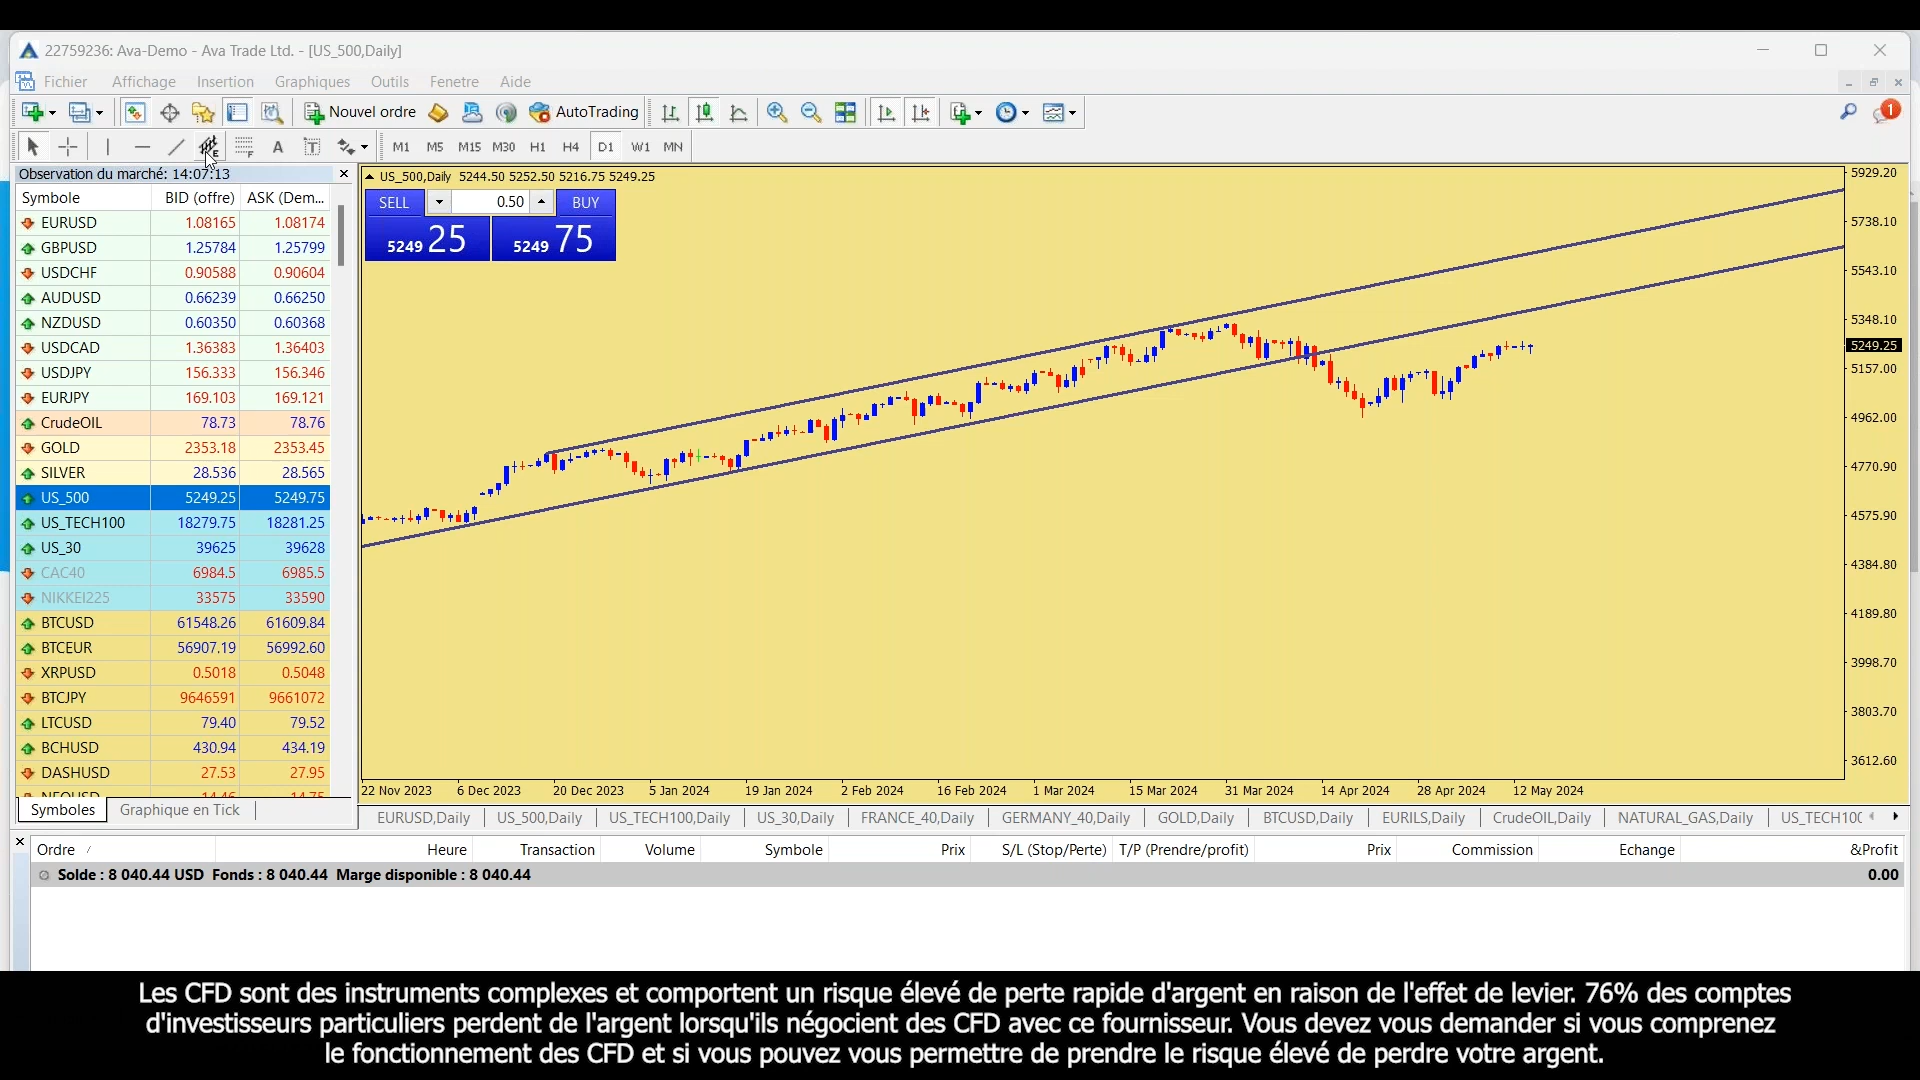 22759236: Ava-Demo - Ava Trade Ltd. - [US_500,Daily]
Fichier Affichage Insertion Graphiques Outils Fenetre Aide
Nouvel ordre AutoTrading 1
E F A T M1 M5 M15 M30 H1 H4 D1 W1 MN
Observation du marché: 14:07:13
Symbole BID (offre) ASK (Dem...
EURUSD 1.08165 1.08174
GBPUSD 1.25784 1.25799
USDCHF 0.90588 0.90604
AUDUSD 0.66239 0.66250
NZDUSD 0.60350 0.60368
USDCAD 1.36383 1.36403
USDJPY 156.333 156.346
EURJPY 169.103 169.121
CrudeOIL 78.73 78.76
GOLD 2353.18 2353.45
SILVER 28.536 28.565
US_500 5249.25 5249.75
US_TECH100 18279.75 18281.25
US_30 39625 39628
CAC40 6984.5 6985.5
NIKKEI225 33575 33590
BTCUSD 61548.26 61609.84
BTCEUR 56907.19 56992.60
XRPUSD 0.5018 0.5048
BTCJPY 9646591 9661072
LTCUSD 79.40 79.52
BCHUSD 430.94 434.19
DASHUSD 27.53 27.95
Symboles Graphique en Tick
US_500,Daily 5244.50 5252.50 5216.75 5249.25
SELL 0.50 BUY
5249 25 5249 75
5929.20
5738.10
5543.10
5348.10
5249.25
5157.00
4962.00
4770.90
4575.90
4384.80
4189.80
3998.70
3803.70
3612.60
22 Nov 2023 6 Dec 2023 20 Dec 2023 5 Jan 2024 19 Jan 2024 2 Feb 2024 16 Feb 2024 1 Mar 2024 15 Mar 2024 31 Mar 2024 14 Apr 2024 28 Apr 2024 12 May 2024
EURUSD,Daily US_500,Daily US_TECH100,Daily US_30,Daily FRANCE_40,Daily GERMANY_40,Daily GOLD,Daily BTCUSD,Daily EURILS,Daily CrudeOIL,Daily NATURAL_GAS,Daily US_TECH100
Ordre Heure Transaction Volume Symbole Prix S/L (Stop/Perte) T/P (Prendre/profit) Prix Commission Echange &Profit
Solde : 8 040.44 USD Fonds : 8 040.44 Marge disponible : 8 040.44 0.00
Les CFD sont des instruments complexes et comportent un risque élevé de perte rapide d'argent en raison de l'effet de levier. 76% des comptes
d'investisseurs particuliers perdent de l'argent lorsqu'ils négocient des CFD avec ce fournisseur. Vous devez vous demander si vous comprenez
le fonctionnement des CFD et si vous pouvez vous permettre de prendre le risque élevé de perdre votre argent.